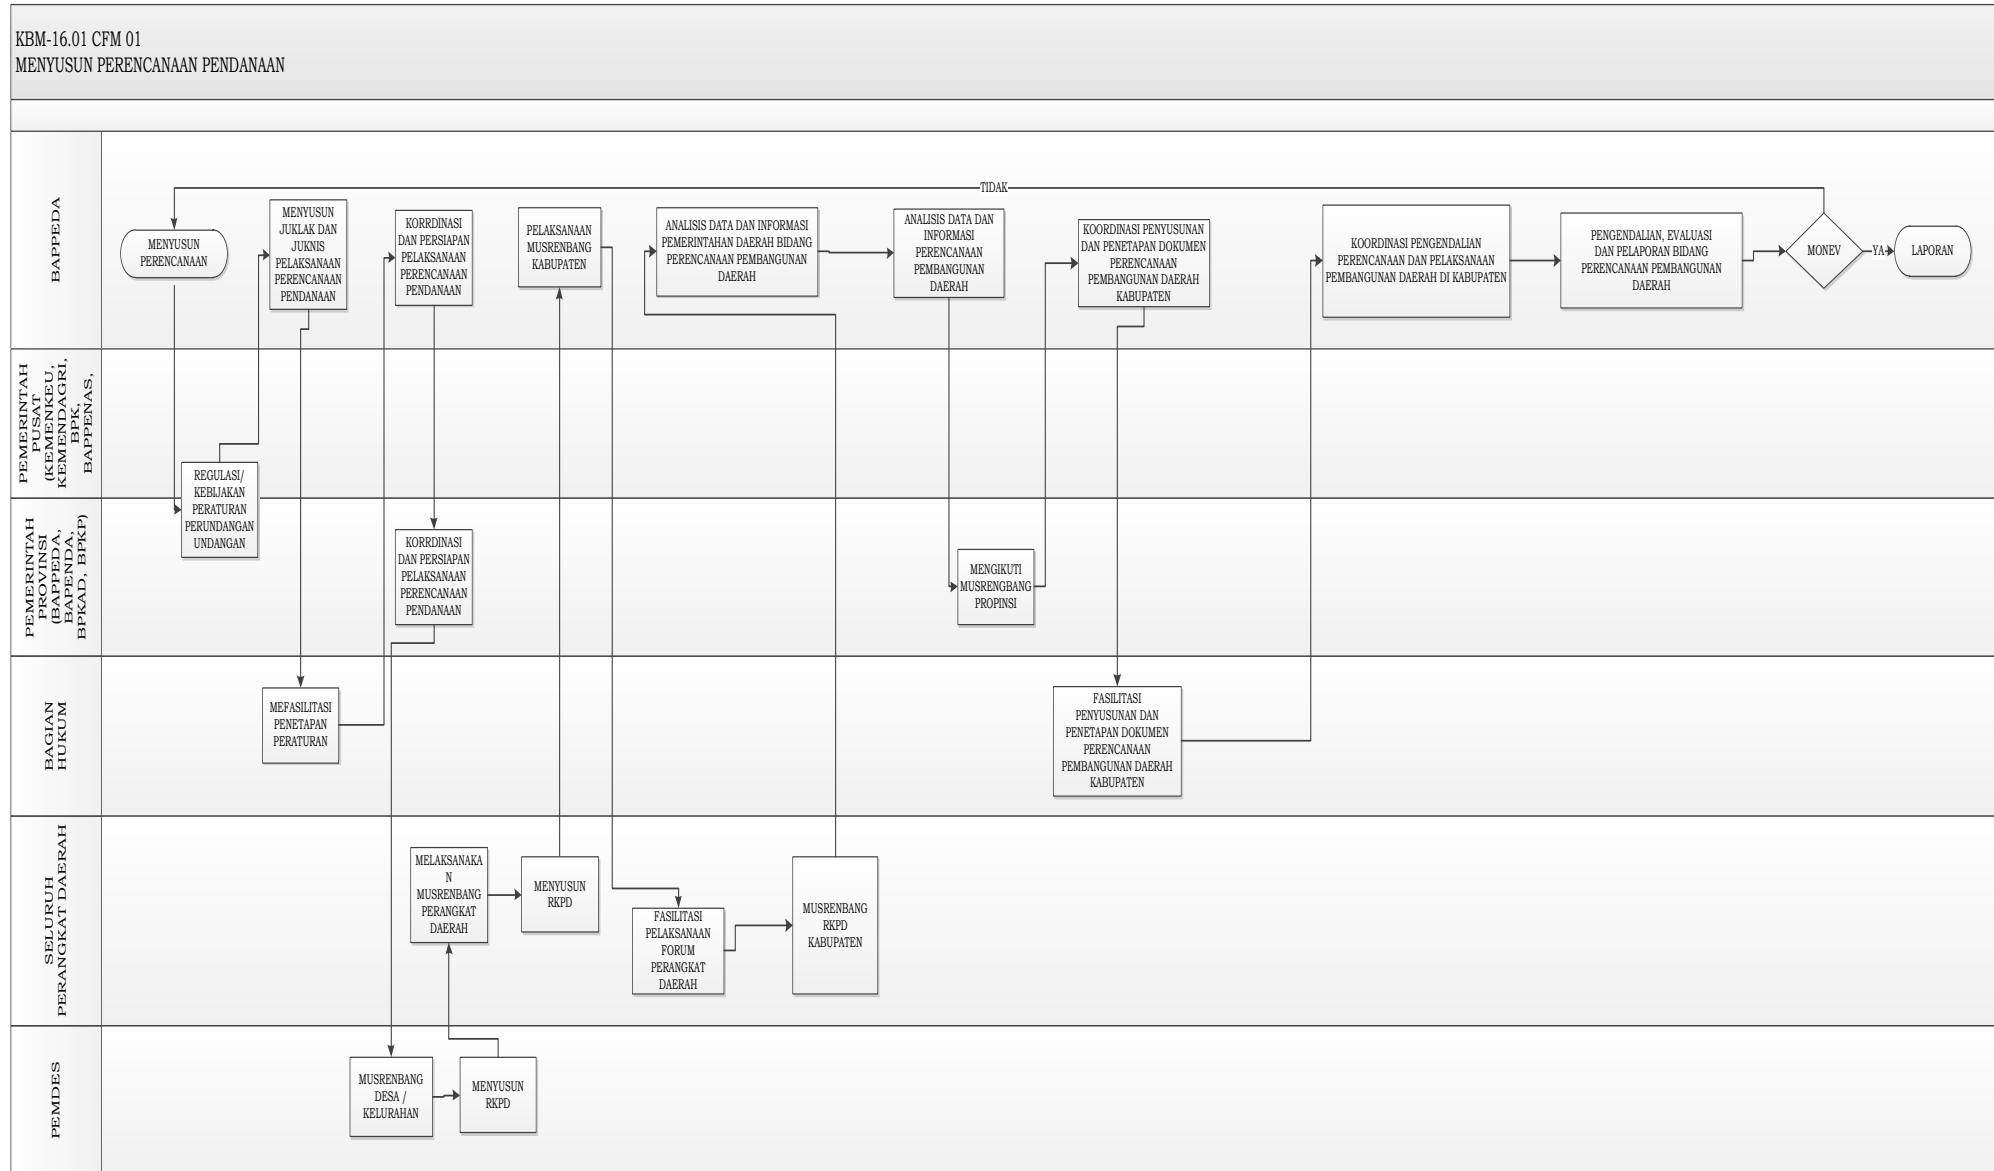 KBM-16.01 CFM 01
MENYUSUN PERENCANAAN PENDANAAN
BAPPEDA
MENYUSUN
PERENCANAAN
MENYUSUN
JUKLAK DAN
JUKNIS
PELAKSANAAN
PERENCANAAN
PENDANAAN
KORRDINASI
DAN PERSIAPAN
PELAKSANAAN
PERENCANAAN
PENDANAAN
PELAKSANAAN
MUSRENBANG
KABUPATEN
ANALISIS DATA DAN INFORMASI
PEMERINTAHAN DAERAH BIDANG
PERENCANAAN PEMBANGUNAN
DAERAH
ANALISIS DATA DAN
INFORMASI
PERENCANAAN
PEMBANGUNAN
DAERAH
TIDAK
KOORDINASI PENYUSUNAN
DAN PENETAPAN DOKUMEN
PERENCANAAN
PEMBANGUNAN DAERAH
KABUPATEN
KOORDINASI PENGENDALIAN
PERENCANAAN DAN PELAKSANAAN
PEMBANGUNAN DAERAH DI KABUPATEN
PENGENDALIAN, EVALUASI
DAN PELAPORAN BIDANG
PERENCANAAN PEMBANGUNAN
DAERAH
MONEV
YA
LAPORAN
PEMERINTAH
PUSAT
(KEMENKEU,
KEMENDAGRI,
BPK,
BAPPENAS,
REGULASI/
KEBIJAKAN
PERATURAN
PERUNDANGAN
UNDANGAN
PEMERINTAH
PROVINSI
(BAPPEDA,
BAPENDA,
BPKAD, BPKP)
KORRDINASI
DAN PERSIAPAN
PELAKSANAAN
PERENCANAAN
PENDANAAN
MENGIKUTI
MUSRENGBANG
PROPINSI
BAGIAN
HUKUM
MEFASILITASI
PENETAPAN
PERATURAN
FASILITASI
PENYUSUNAN DAN
PENETAPAN DOKUMEN
PERENCANAAN
PEMBANGUNAN DAERAH
KABUPATEN
SELURUH
PERANGKAT DAERAH
MELAKSANAKA
N
MUSRENBANG
PERANGKAT
DAERAH
MENYUSUN
RKPD
FASILITASI
PELAKSANAAN
FORUM
PERANGKAT
DAERAH
MUSRENBANG
RKPD
KABUPATEN
PEMDES
MUSRENBANG
DESA /
KELURAHAN
MENYUSUN
RKPD